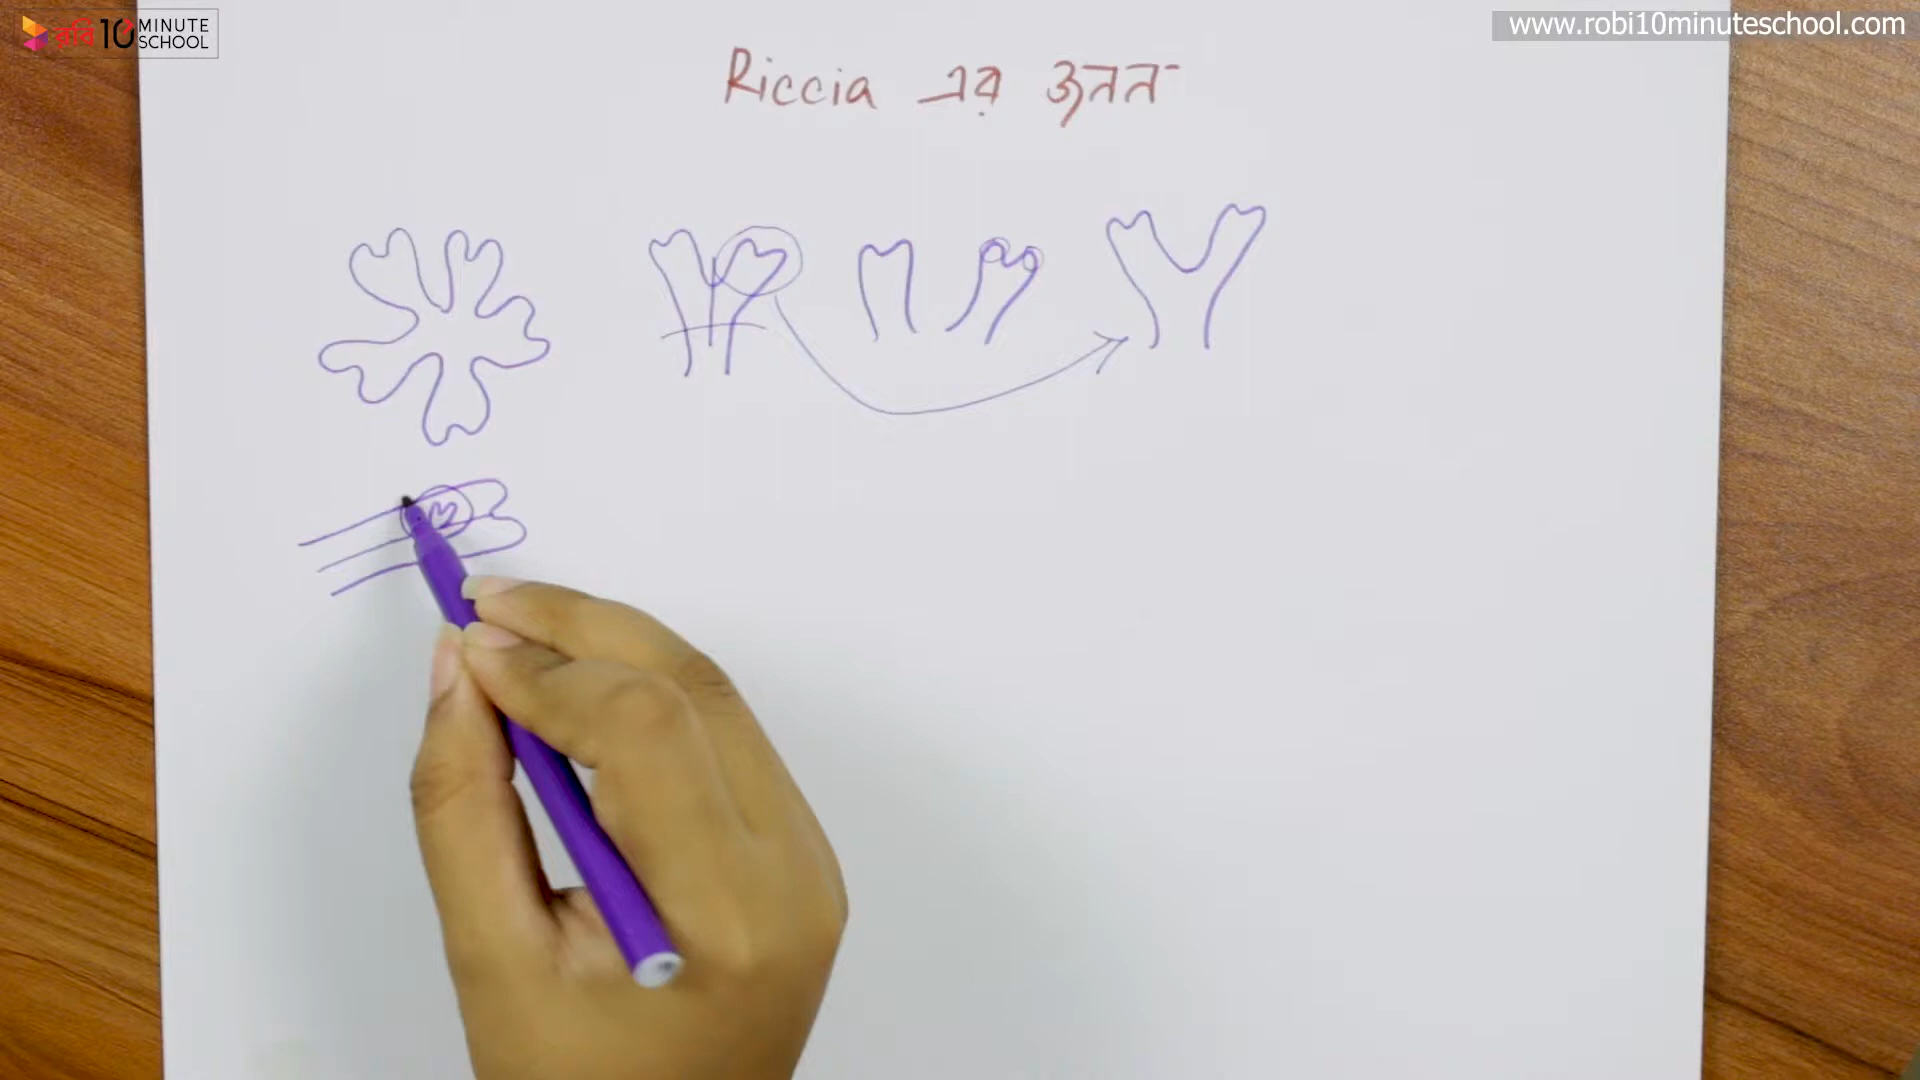 রবি 10 MINUTE SCHOOL
www.robi10minuteschool.com
Riccia এর জনন